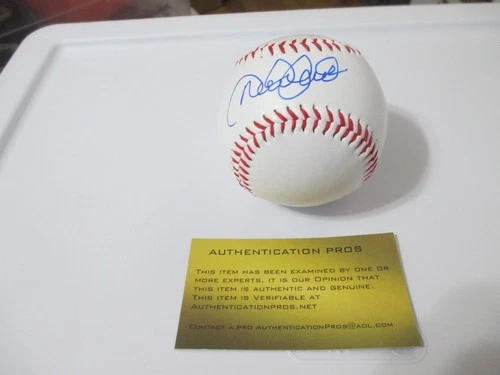 AUTHENTICATION PROS
THIS ITEM HAS BEEN EXAMINED BY ONE OR
MORE EXPERTS, IT IS OUR OPINION THAT
THIS ITEM IS AUTHENTIC AND GENUINE.
THIS ITEM IS VERIFIABLE AT
AUTHENTICATIONPROS.NET
CONTACT A PRO AUTHENTICATIONPROS@AOL.COM